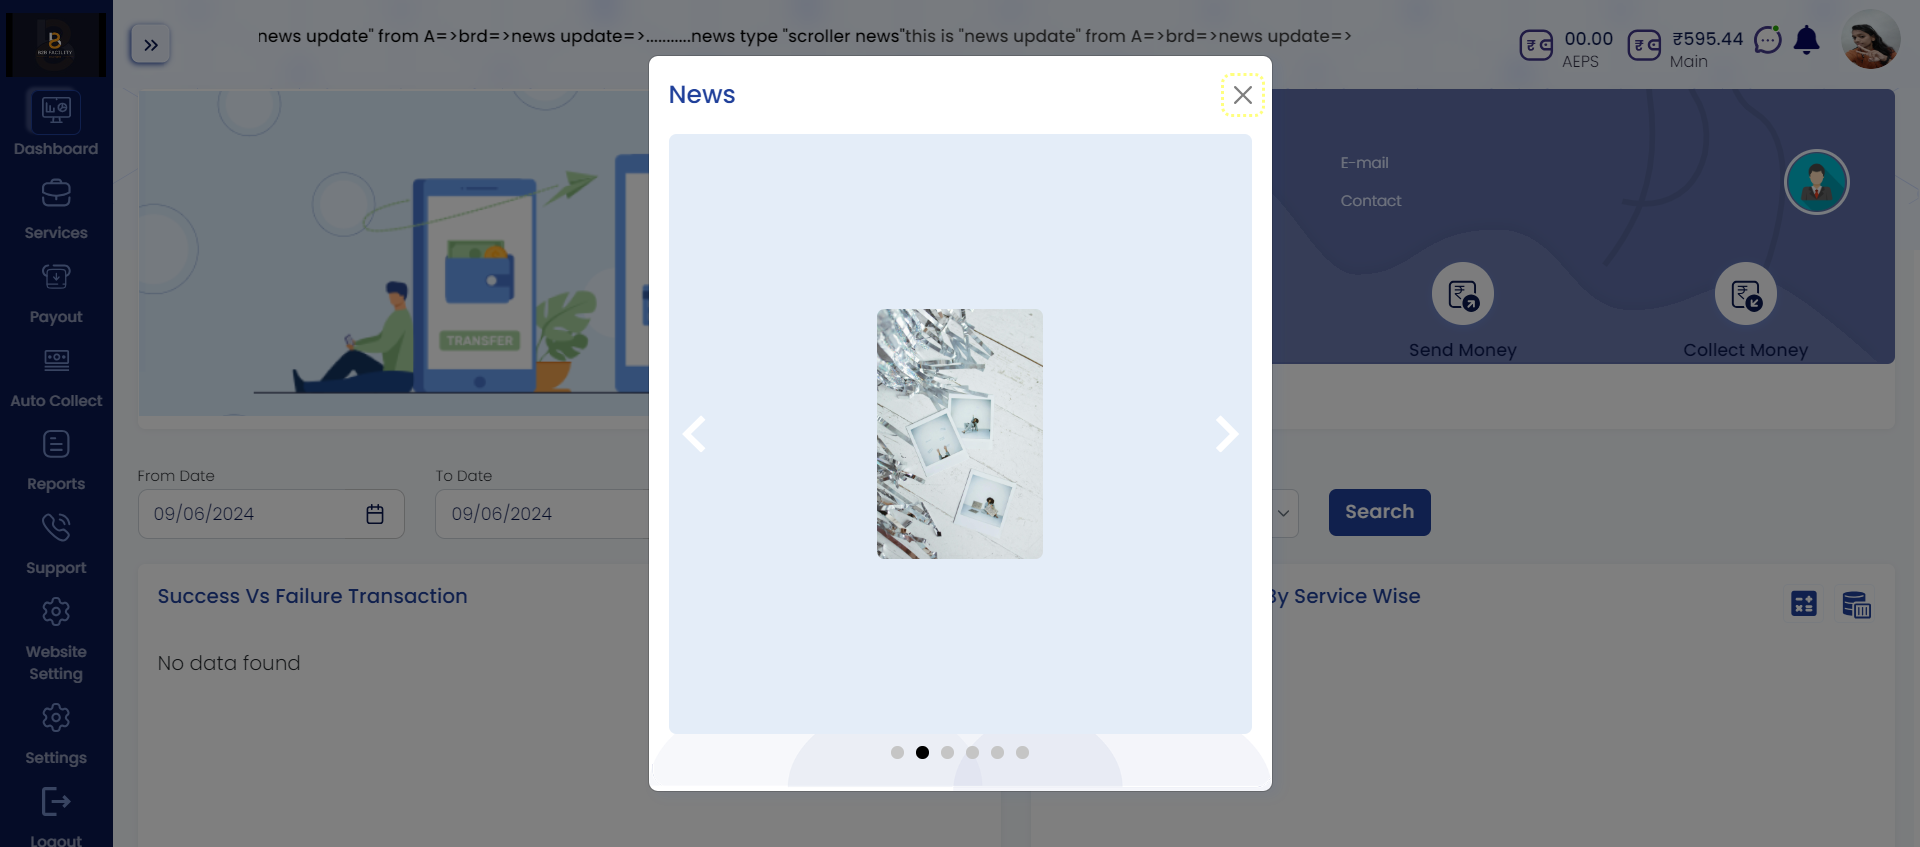 B2B FACILITY
news update" from A=>brd=>news update=>...........news type "scroller news"this is "news update" from A=>brd=>news update=>
00.00
AEPS
₹595.44
Main
News
Dashboard
Services
Payout
Auto Collect
Reports
Support
Website
Setting
Settings
Logout
TRANSFER
E-mail
Contact
Send Money
Collect Money
From Date
To Date
09/06/2024
09/06/2024
Search
Success Vs Failure Transaction
By Service Wise
No data found